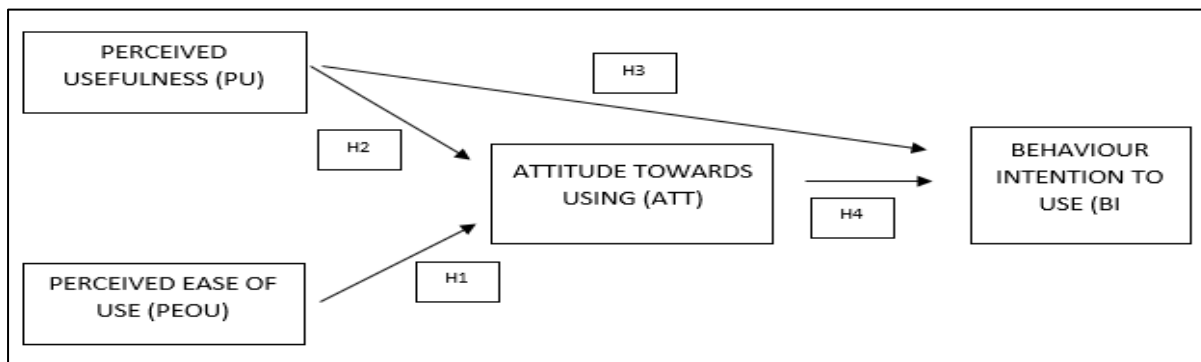 PERCEIVED
USEFULNESS (PU)
H3
H2
ATTITUDE TOWARDS
USING (ATT)
BEHAVIOUR
INTENTION TO
USE (BI
H4
PERCEIVED EASE OF
USE (PEOU)
H1